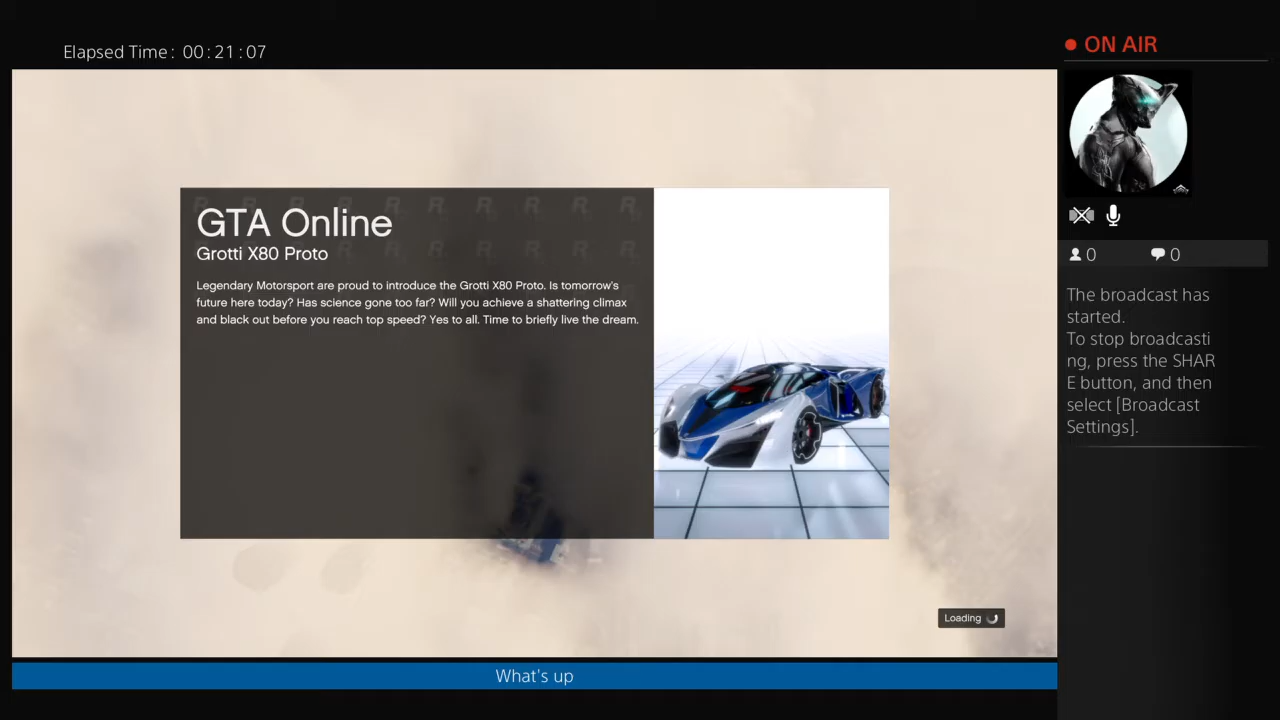 Elapsed Time: 00:21:07
ON AIR
GTA Online
Grotti X80 Proto
Legendary Motorsport are proud to introduce the Grotti X80 Proto. Is tomorrow's
future here today? Has science gone too far? Will you achieve a shattering climax
and black out before you reach top speed? Yes to all. Time to briefly live the dream.
Loading
What's up
0
0
The broadcast has
started.
To stop broadcasti
ng, press the SHAR
E button, and then
select [Broadcast
Settings].